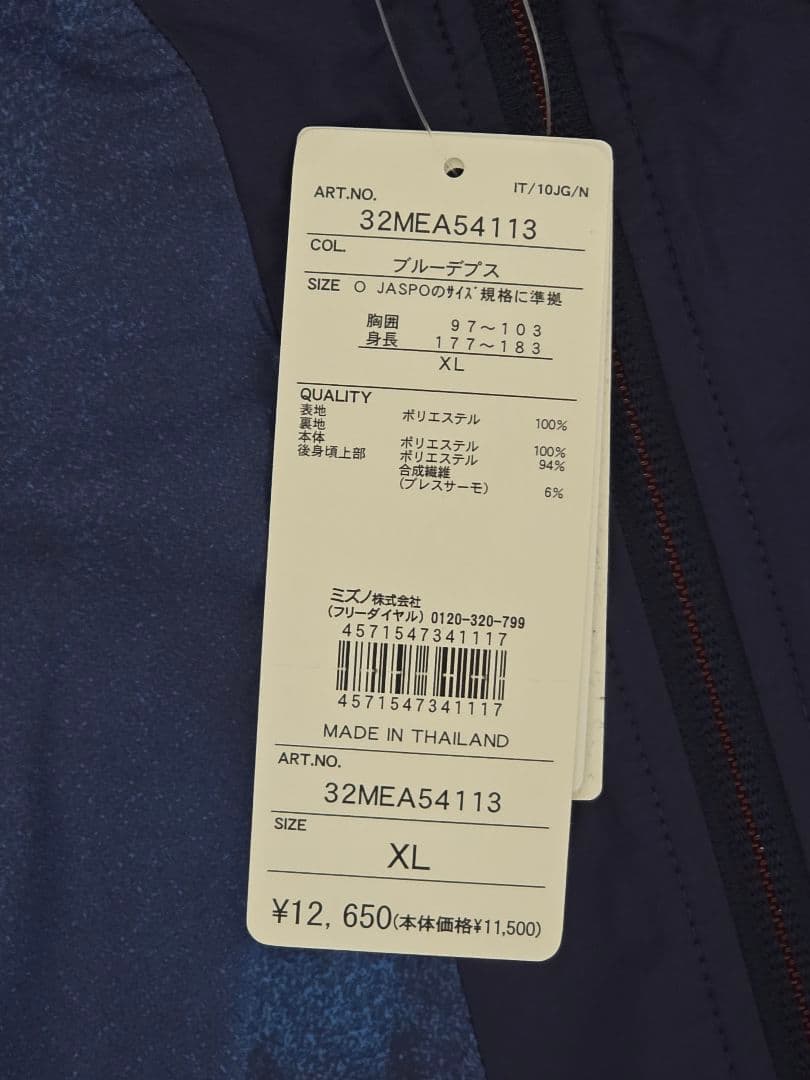 IT/10JG/N
ART.NO.
32MEA54113
COL.
ブルーデプス
SIZE O JASPOのｻｲｽﾞ規格に準拠
胸囲 97～103
身長 177～183
XL
QUALITY
表地 ポリエステル 100%
裏地
本体 ポリエステル 100%
後身頃上部 ポリエステル 94%
合成繊維
(ブレスサーモ) 6%
ミズノ株式会社
(フリーダイヤル) 0120-320-799
4571547341117
4571547341117
MADE IN THAILAND
ART.NO.
32MEA54113
SIZE
XL
¥12, 650(本体価格¥11,500)